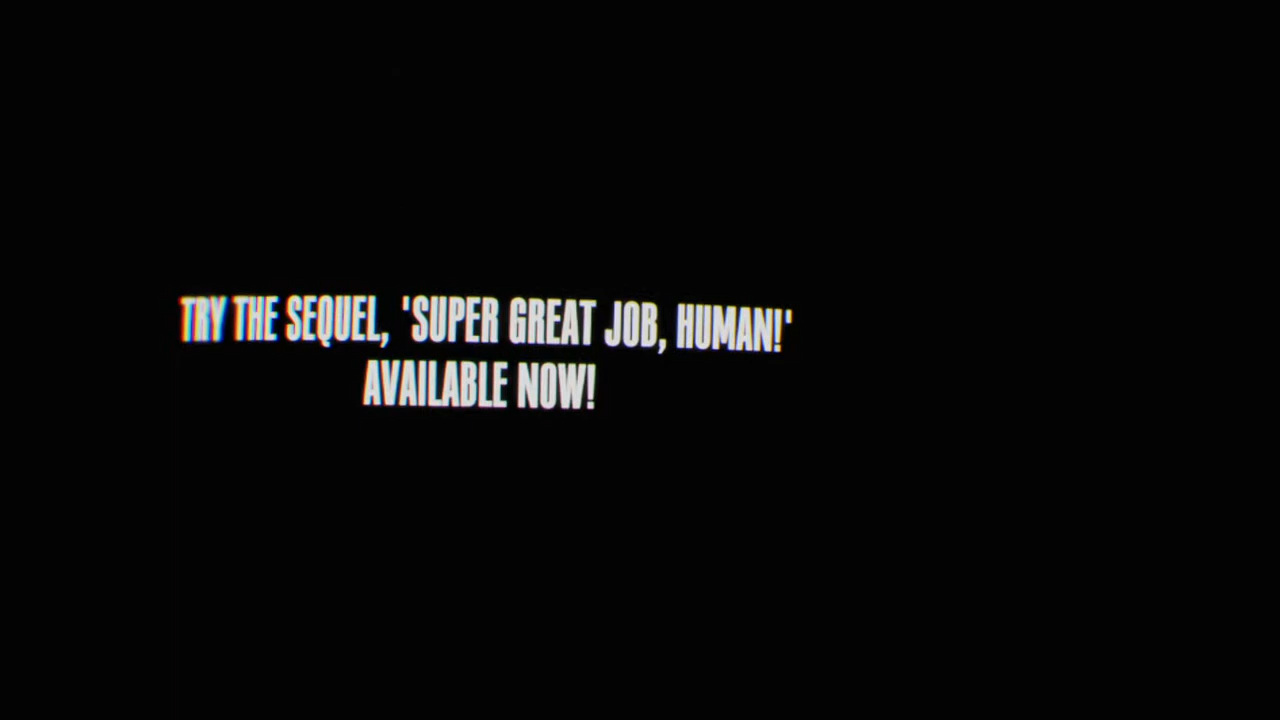 TRY THE SEQUEL, 'SUPER GREAT JOB, HUMAN!'
AVAILABLE NOW!